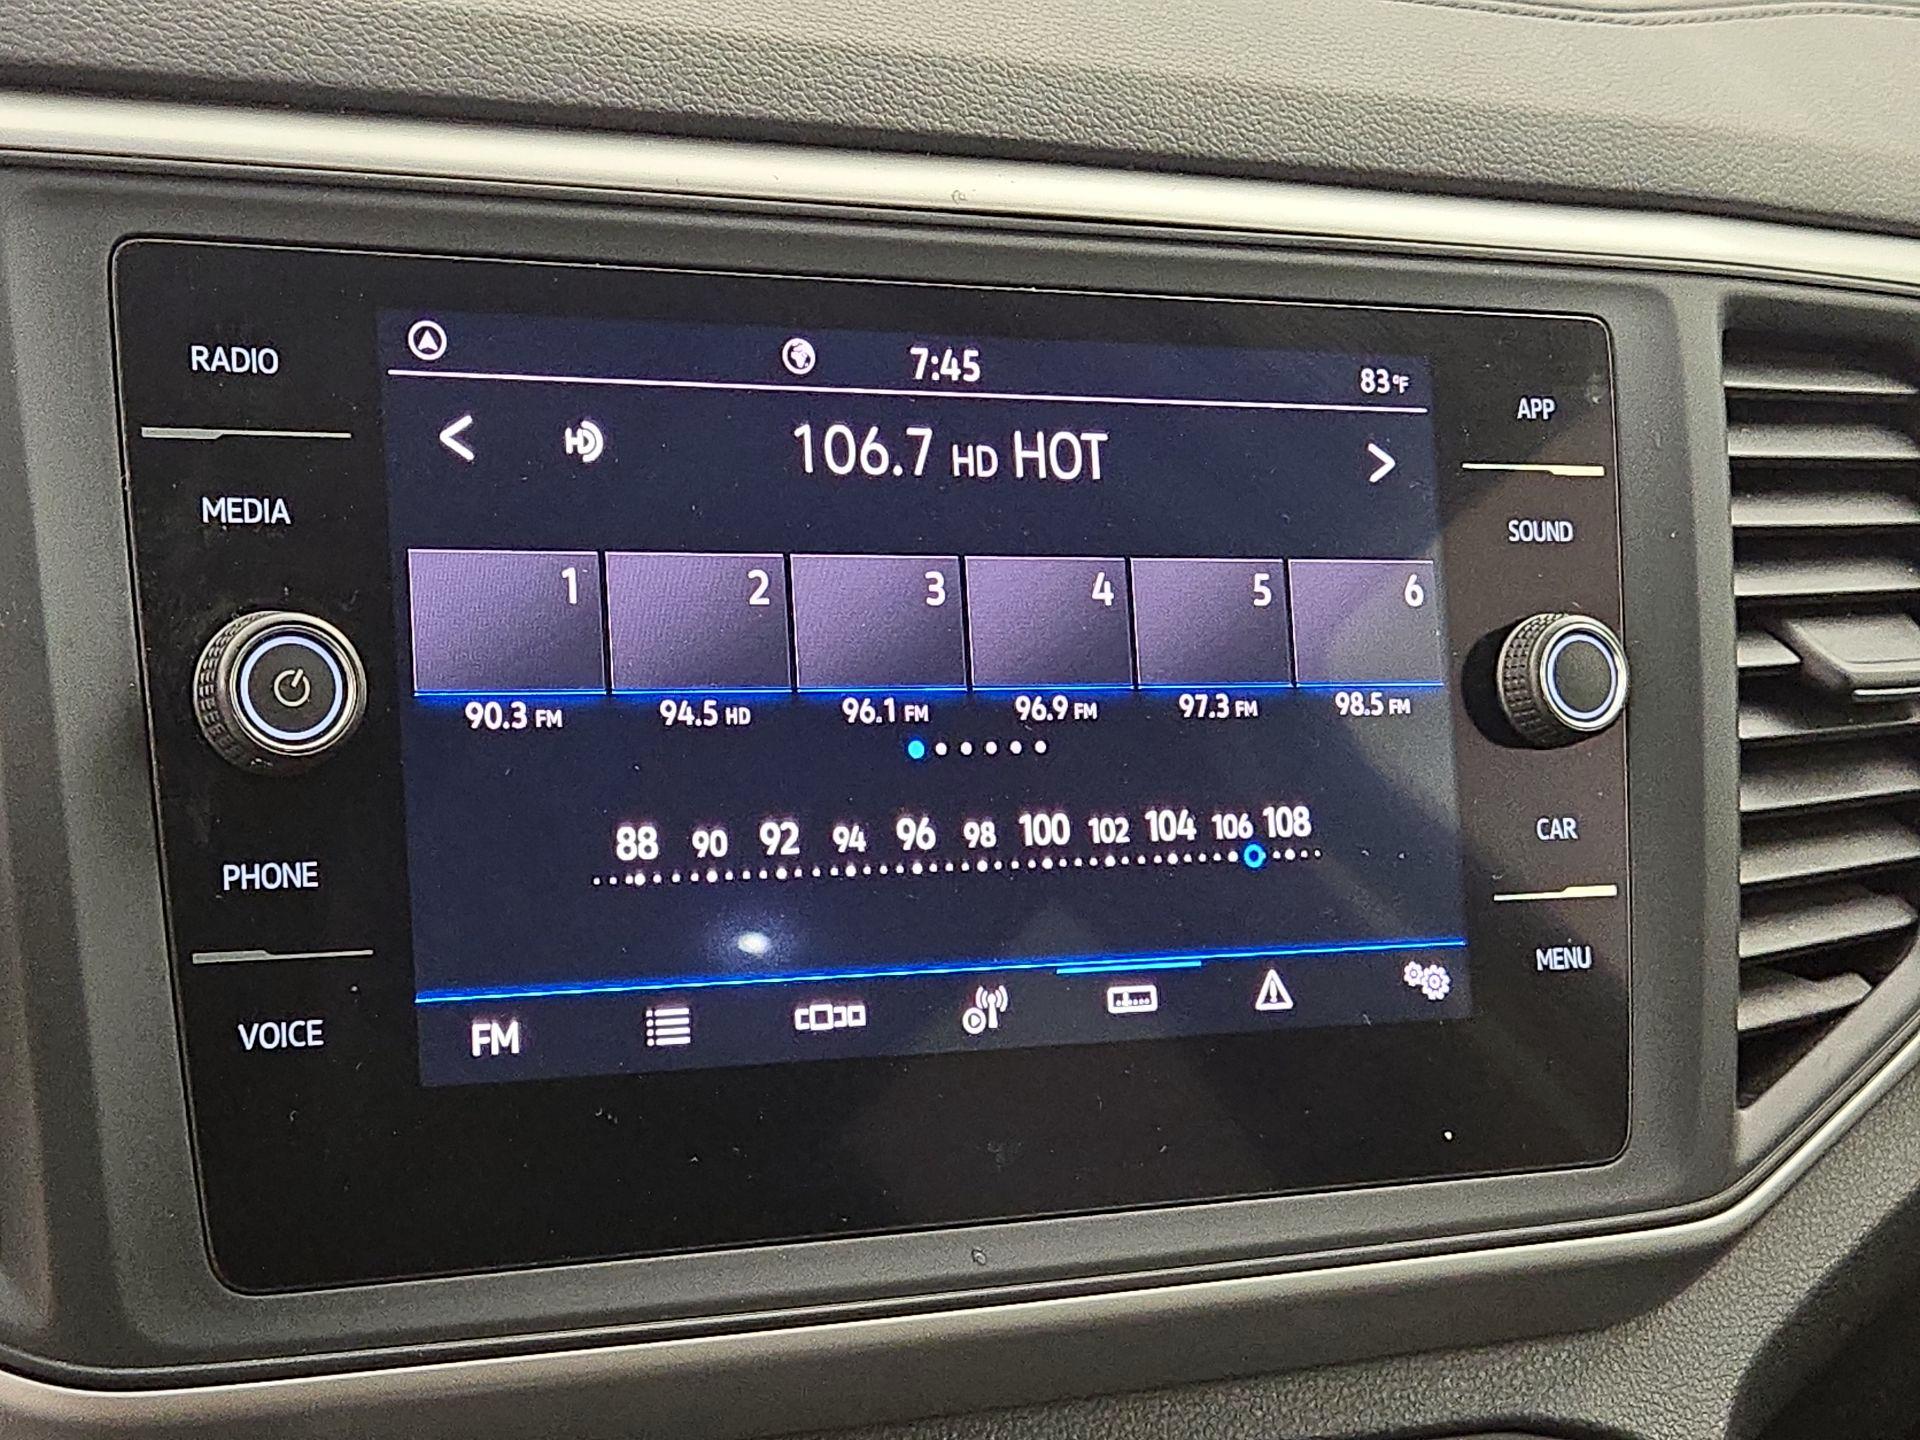 RADIO
MEDIA
PHONE
VOICE
7:45
83°F
HD
106.7 HD HOT
1 2 3 4 5 6
90.3 FM 94.5 HD 96.1 FM 96.9 FM 97.3 FM 98.5 FM
88 90 92 94 96 98 100 102 104 106 108
FM
APP
SOUND
CAR
MENU